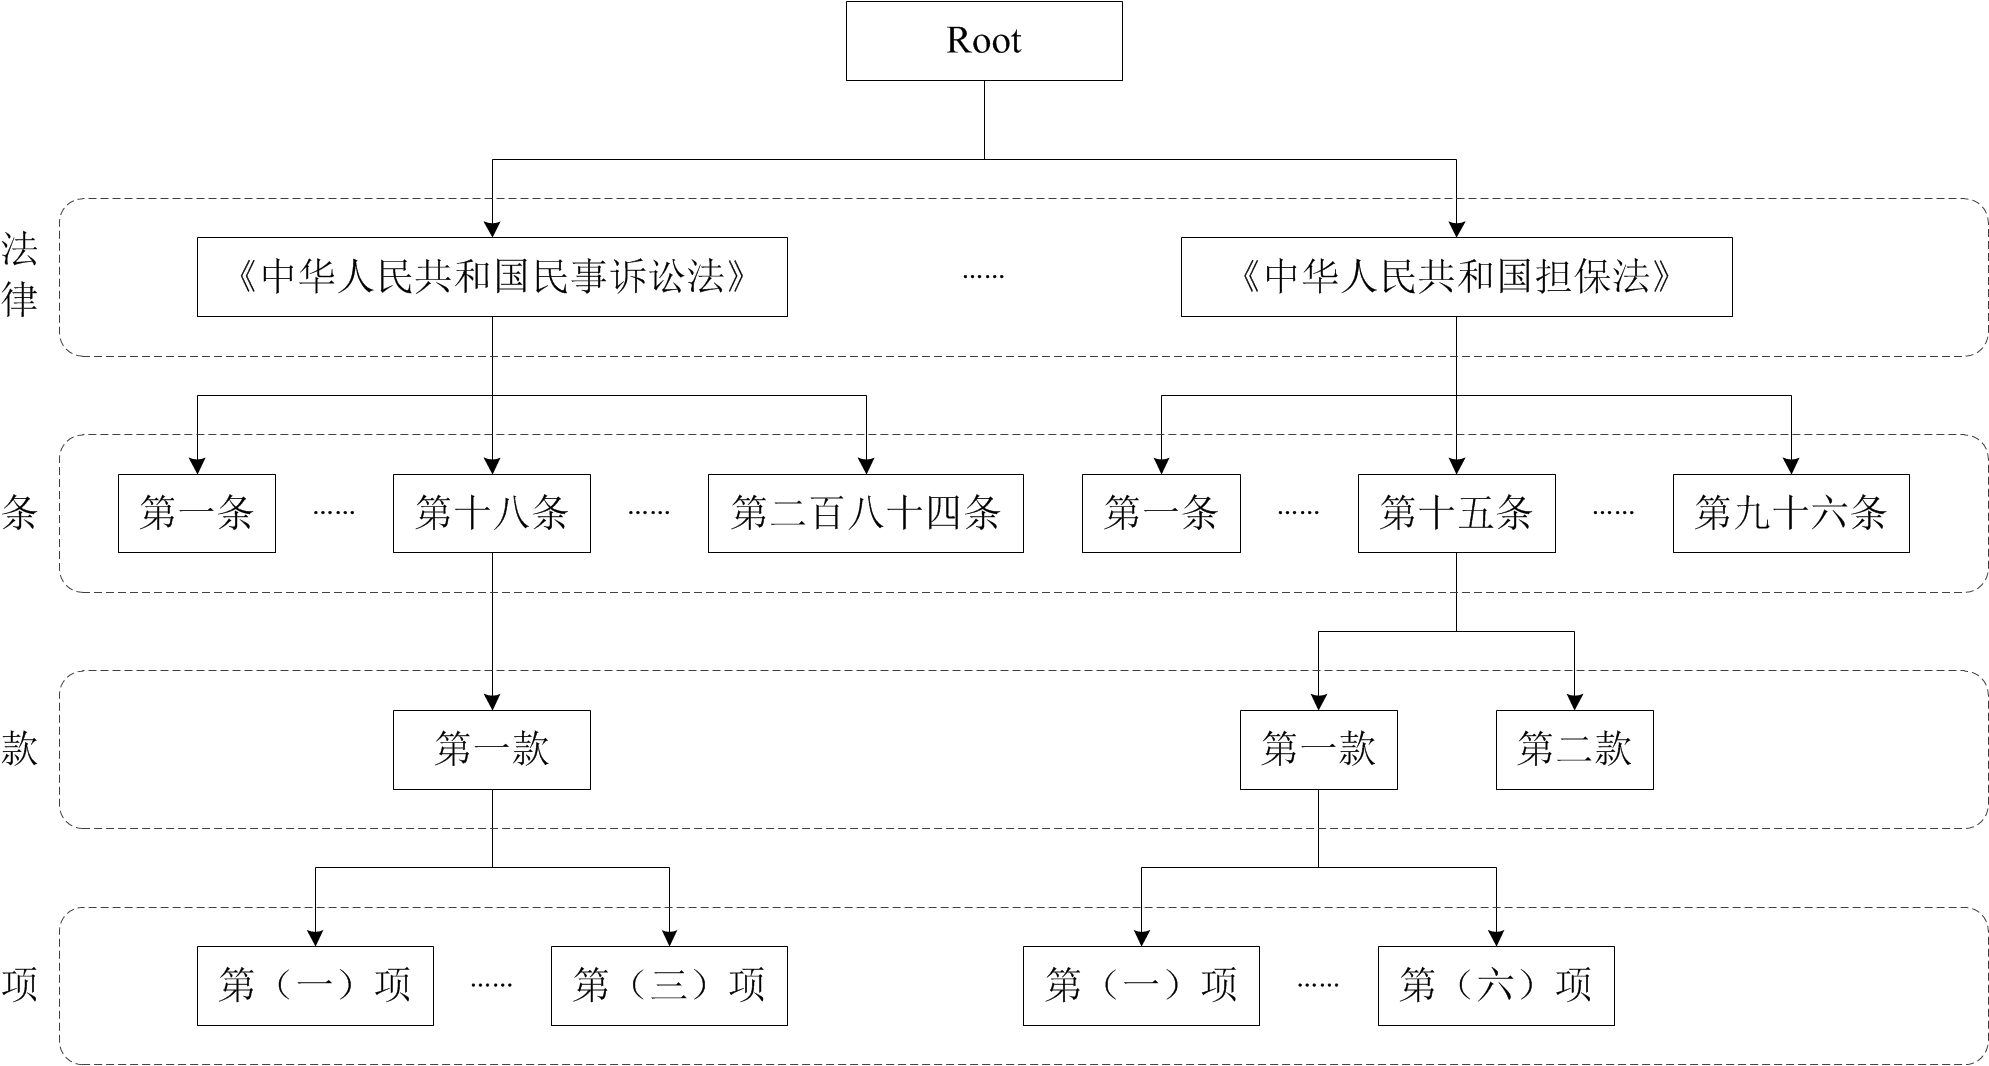 Root
法
律
《中华人民共和国民事诉讼法》
……
《中华人民共和国担保法》
条
第一条
……
第十八条
……
第二百八十四条
第一条
……
第十五条
……
第九十六条
款
第一款
第一款
第二款
项
第（一）项
……
第（三）项
第（一）项
……
第（六）项